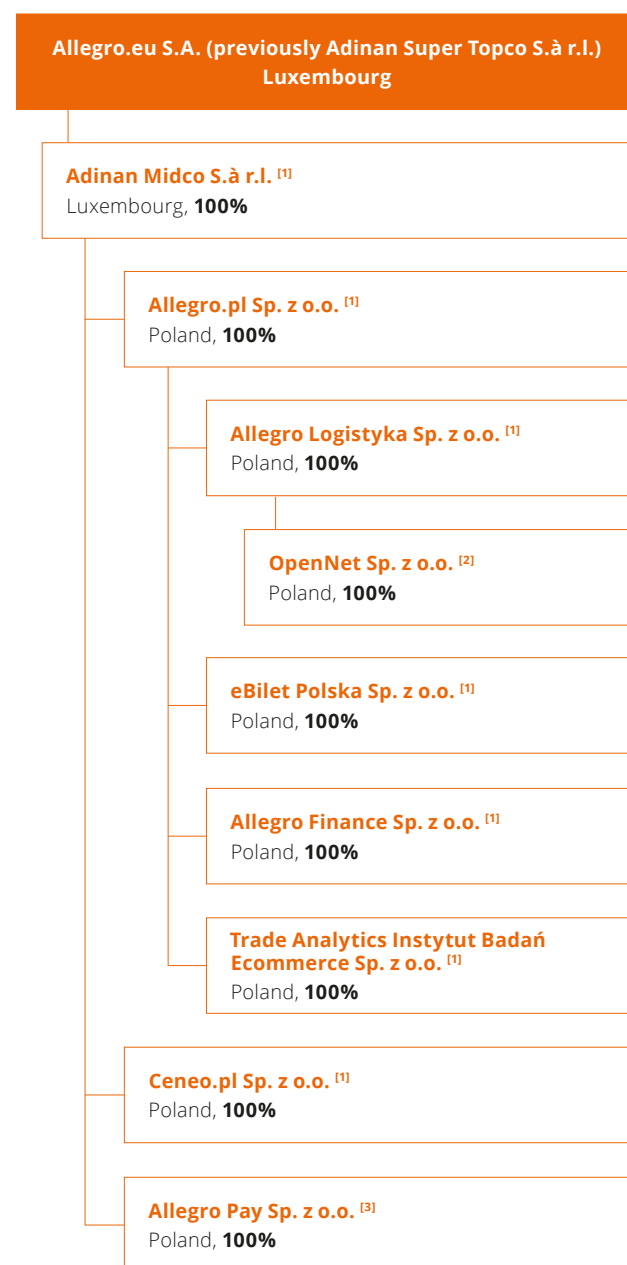 Allegro.eu S.A. (previously Adinan Super Topco S.à r.l.)
Luxembourg
Adinan Midco S.à r.l. [1]
Luxembourg, 100%
Allegro.pl Sp. z o.o. [1]
Poland, 100%
Allegro Logistyka Sp. z o.o. [1]
Poland, 100%
OpenNet Sp. z o.o. [2]
Poland, 100%
eBilet Polska Sp. z o.o. [1]
Poland, 100%
Allegro Finance Sp. z o.o. [1]
Poland, 100%
Trade Analytics Instytut Badań
Ecommerce Sp. z o.o. [1]
Poland, 100%
Ceneo.pl Sp. z o.o. [1]
Poland, 100%
Allegro Pay Sp. z o.o. [3]
Poland, 100%